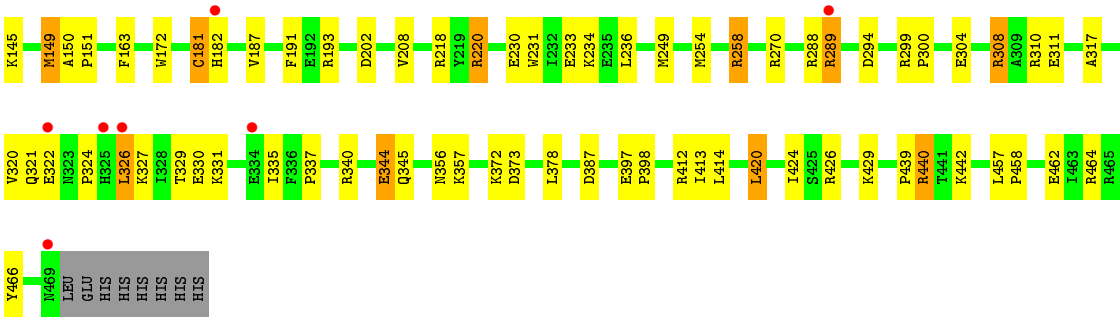 K145 M149 A150 P151 F163 W172 C181 H182 V187 F191 E192 R193 D202 V208 R218 Y219 R220 E230 W231 I232 E233 K234 E235 L236 M249 M254 R258 R270 R288 R289 D294 R299 P300 E304 R308 A309 R310 E311 A317
V320 Q321 E322 N323 P324 H325 L326 K327 I328 T329 E330 K331 E334 I335 F336 P337 R340 E344 Q345 N356 K357 K372 D373 L378 D387 E397 P398 R412 I413 L414 L420 I424 S425 R426 K429 P439 R440 T441 K442 L457 P458 E462 I463 R464 R465
Y466 N469 LEU GLU HIS HIS HIS HIS HIS HIS